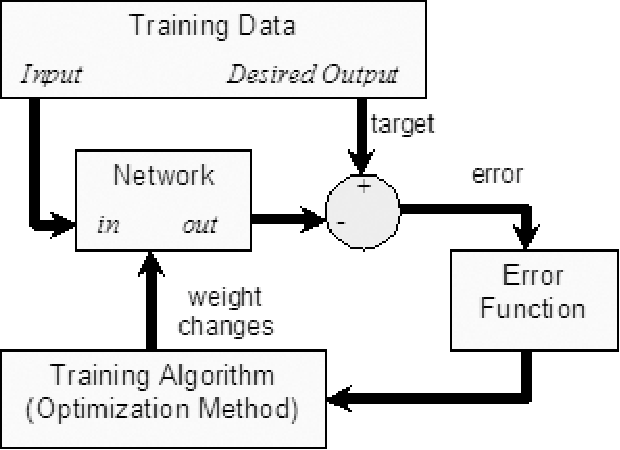 Training Data
Input Desired Output
target
Network
in out
+
-
error
Error
Function
weight
changes
Training Algorithm
(Optimization Method)